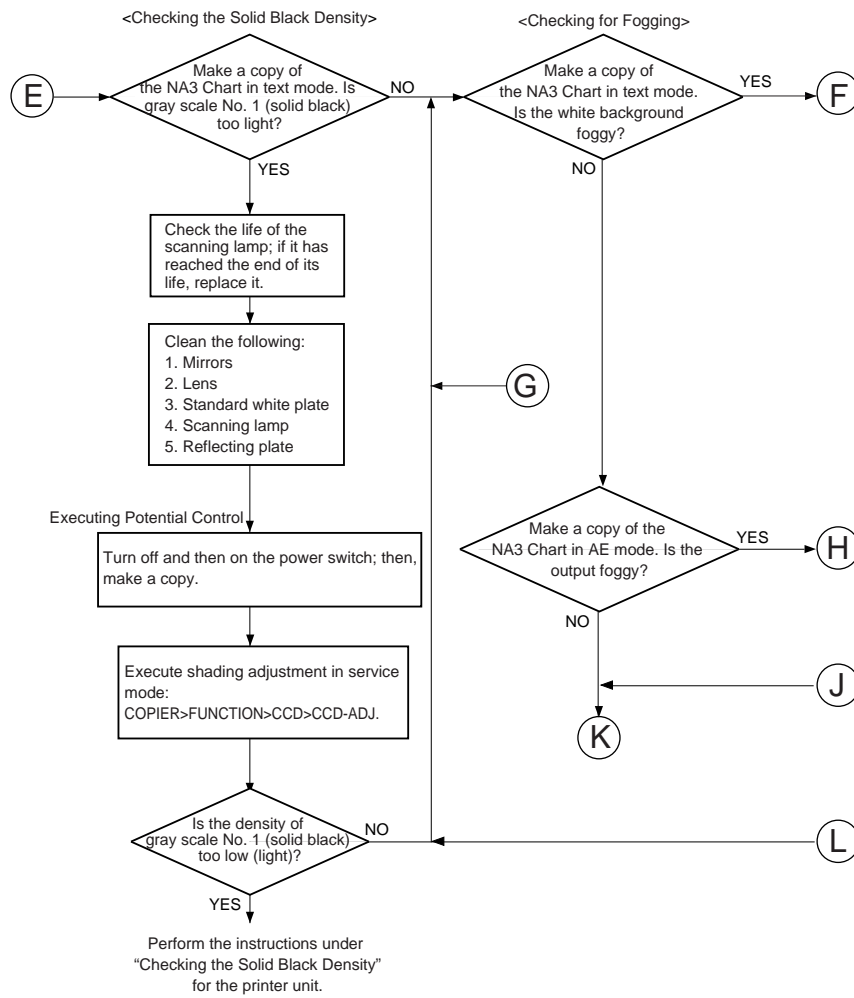 <Checking the Solid Black Density>
E
Make a copy of
the NA3 Chart in text mode. Is
gray scale No. 1 (solid black)
too light?
NO
YES
Check the life of the
scanning lamp; if it has
reached the end of its
life, replace it.
Clean the following:
1. Mirrors
2. Lens
3. Standard white plate
4. Scanning lamp
5. Reflecting plate
Executing Potential Control
Turn off and then on the power switch; then,
make a copy.
Execute shading adjustment in service
mode:
COPIER>FUNCTION>CCD>CCD-ADJ.
Is the density of
gray scale No. 1 (solid black)
too low (light)?
NO
YES
Perform the instructions under
“Checking the Solid Black Density”
for the printer unit.
<Checking for Fogging>
Make a copy of
the NA3 Chart in text mode.
Is the white background
foggy?
YES
F
NO
G
Make a copy of the
NA3 Chart in AE mode. Is the
output foggy?
YES
H
NO
J
K
L